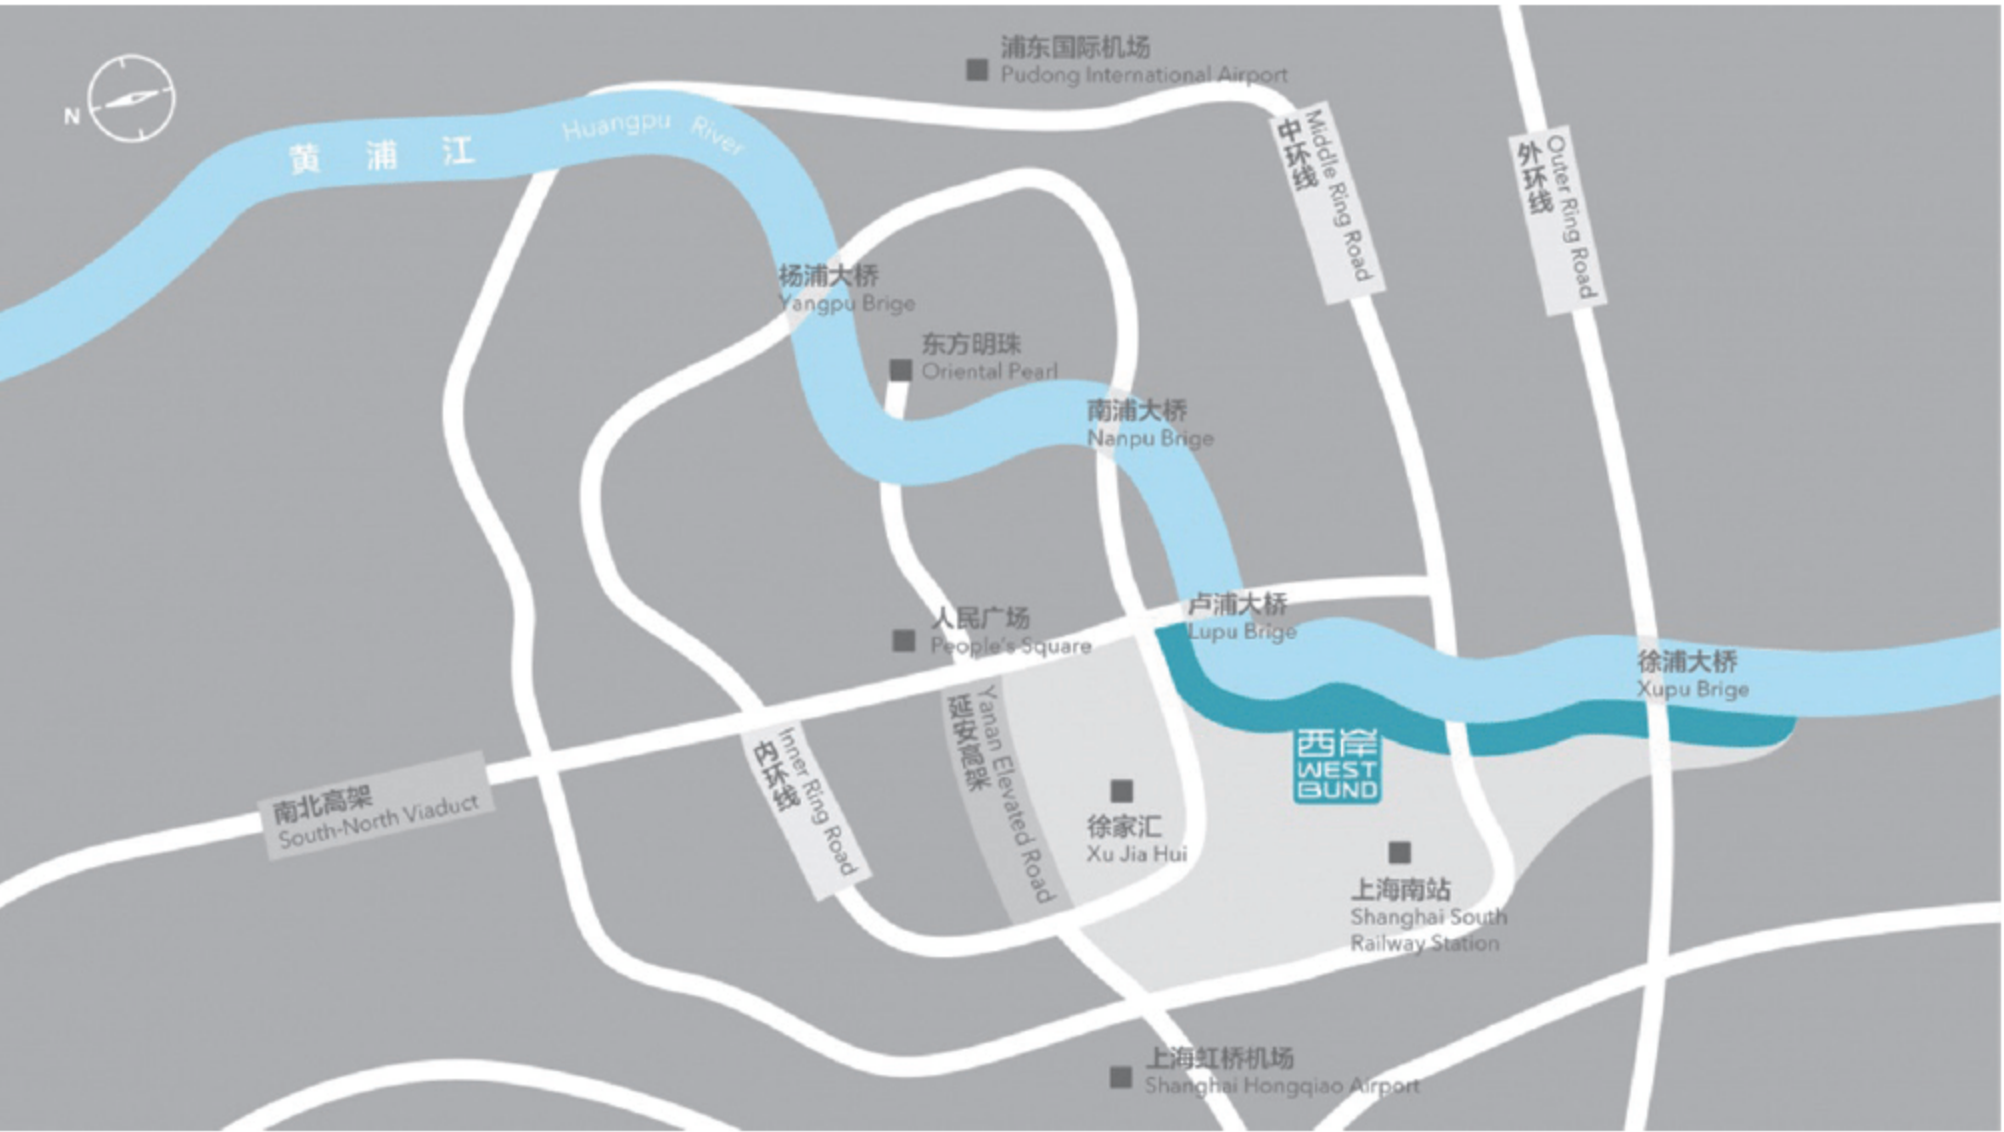 浦东国际机场
Pudong International Airport
N
黄浦江
Huangpu River
中环线
Middle Ring Road
外环线
Outer Ring Road
杨浦大桥
Yangpu Brige
东方明珠
Oriental Pearl
南浦大桥
Nanpu Brige
人民广场
People's Square
卢浦大桥
Lupu Brige
徐浦大桥
Xupu Brige
延安高架
Yanan Elevated Road
内环线
Inner Ring Road
西岸
WEST
BUND
南北高架
South-North Viaduct
徐家汇
Xu Jia Hui
上海南站
Shanghai South
Railway Station
上海虹桥机场
Shanghai Hongqiao Airport